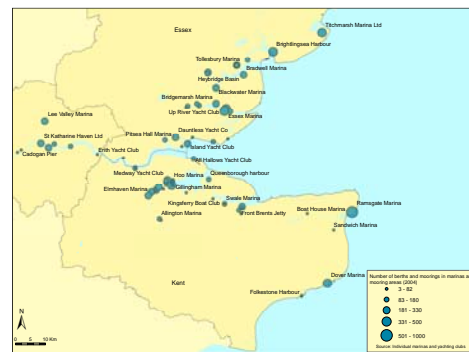 Titchmarsh Marina Ltd
Essex
Brightlingsea Harbour
Tollesbury Marina
Bradwell Marina
Heybridge Basin
Blackwater Marina
Bridgemarsh Marina
Up River Yacht Club
Essex Marina
Lee Valley Marina
Dauntless Yacht Co
Pitsea Hall Marina
St Katharine Haven Ltd
Island Yacht Club
Cadogan Pier
Erith Yacht Club
All Hallows Yacht Club
Medway Yacht Club
Hoo Marina
Queenborough harbour
Elmhaven Marina
Gillingham Marina
Kingsferry Boat Club
Swale Marina
Ramsgate Marina
Front Brents Jetty
Boat House Marina
Allington Marina
Sandwich Marina
Kent
Dover Marina
Folkestone Harbour
Number of berths and moorings in marinas a
mooring areas (2004)
3 - 82
83 - 180
181 - 330
331 - 500
501 - 1000
Source: Individual marinas and yachting clubs
N
0 5 10 Km